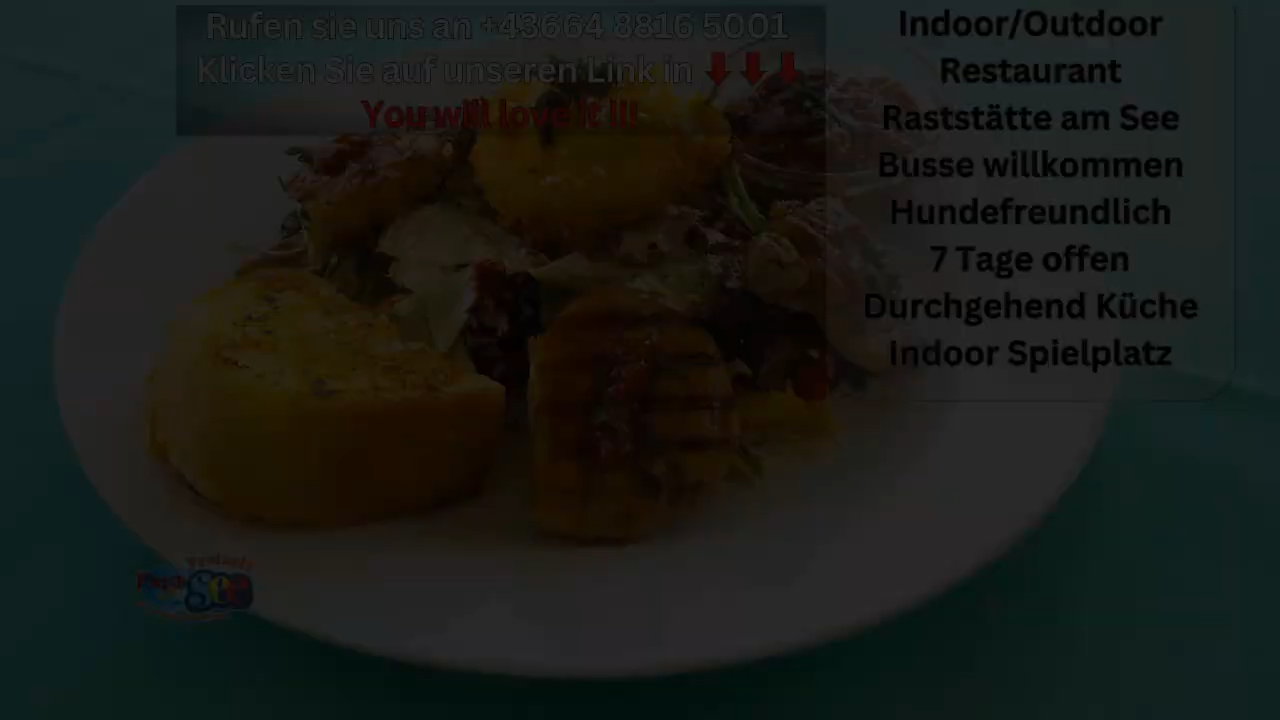 Rufen sie uns an +43664 8816 5001
Klicken Sie auf unseren Link in
You will love it !!!
Indoor/Outdoor
Restaurant
Raststätte am See
Busse willkommen
Hundefreundlich
7 Tage offen
Durchgehend Küche
Indoor Spielplatz
See